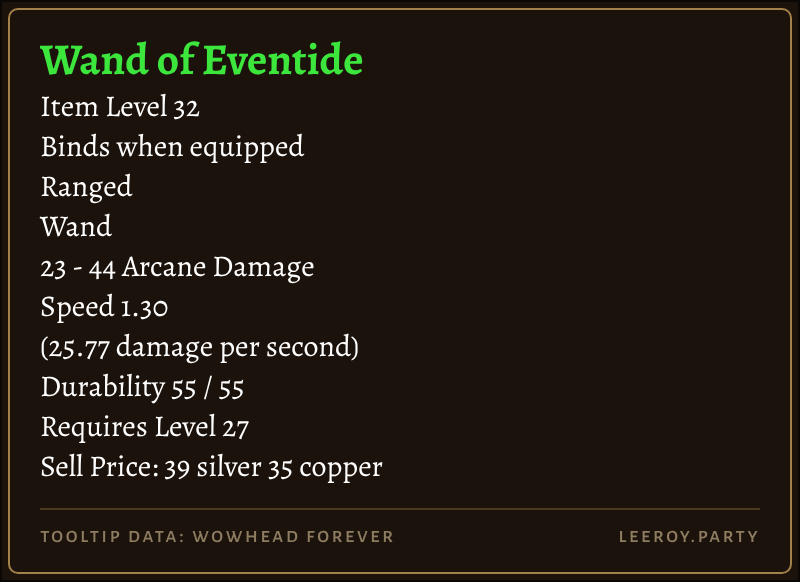 Wand of Eventide
Item Level 32
Binds when equipped
Ranged
Wand
23 - 44 Arcane Damage
Speed 1.30
(25.77 damage per second)
Durability 55 / 55
Requires Level 27
Sell Price: 39 silver 35 copper
TOOLTIP DATA: WOWHEAD FOREVER LEEROY.PARTY